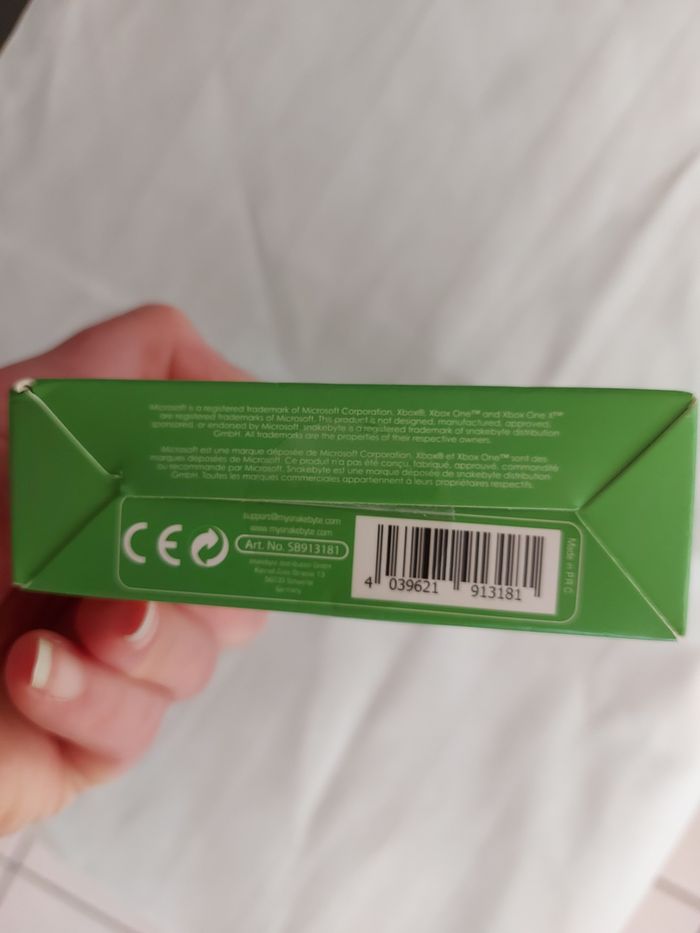 Microsoft is a registered trademark of Microsoft Corporation. Xbox®, Xbox One™ and Xbox One X™
are registered trademarks of Microsoft. This product is not designed, manufactured, approved,
sponsored, or endorsed by Microsoft. snakebyte is a registered trademark of snakebyte distribution
GmbH. All trademarks are the properties of their respective owners.
Microsoft est une marque déposée de Microsoft Corporation. Xbox® et Xbox One™ sont des
marques déposées de Microsoft. Ce produit n'a pas été conçu, fabriqué, approuvé, commandité
ou recommandé par Microsoft. Snakebyte est une marque déposée de snakebyte distribution
GmbH. Toutes les marques commerciales appartiennent à leurs propriétaires respectifs.
CE
support@mysnakebyte.com
www.mysnakebyte.com
Art. No. SB913181
snakebyte distribution GmbH
Germany
4 039621 913181
Made in P.R.C.